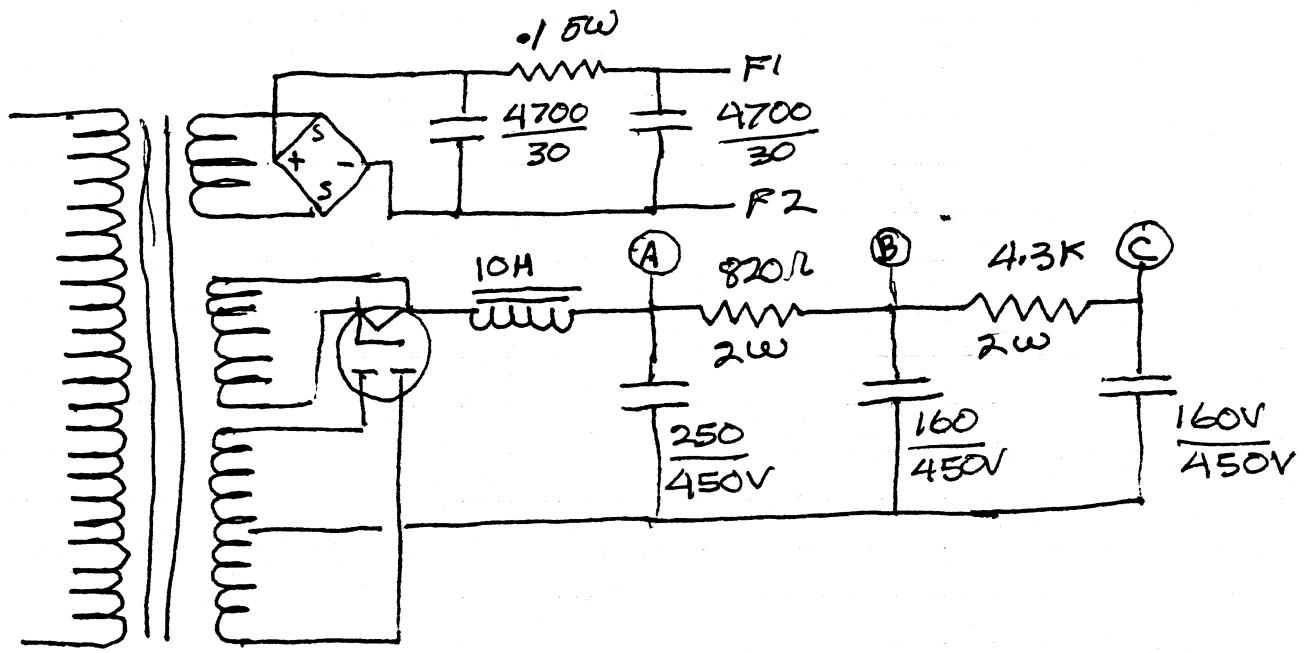 .1 5W
F1
4700
30
4700
30
S
+ -
S
F2
A
B
C
10H
820Ω
4.3K
2W
2W
250
450V
160
450V
160V
450V